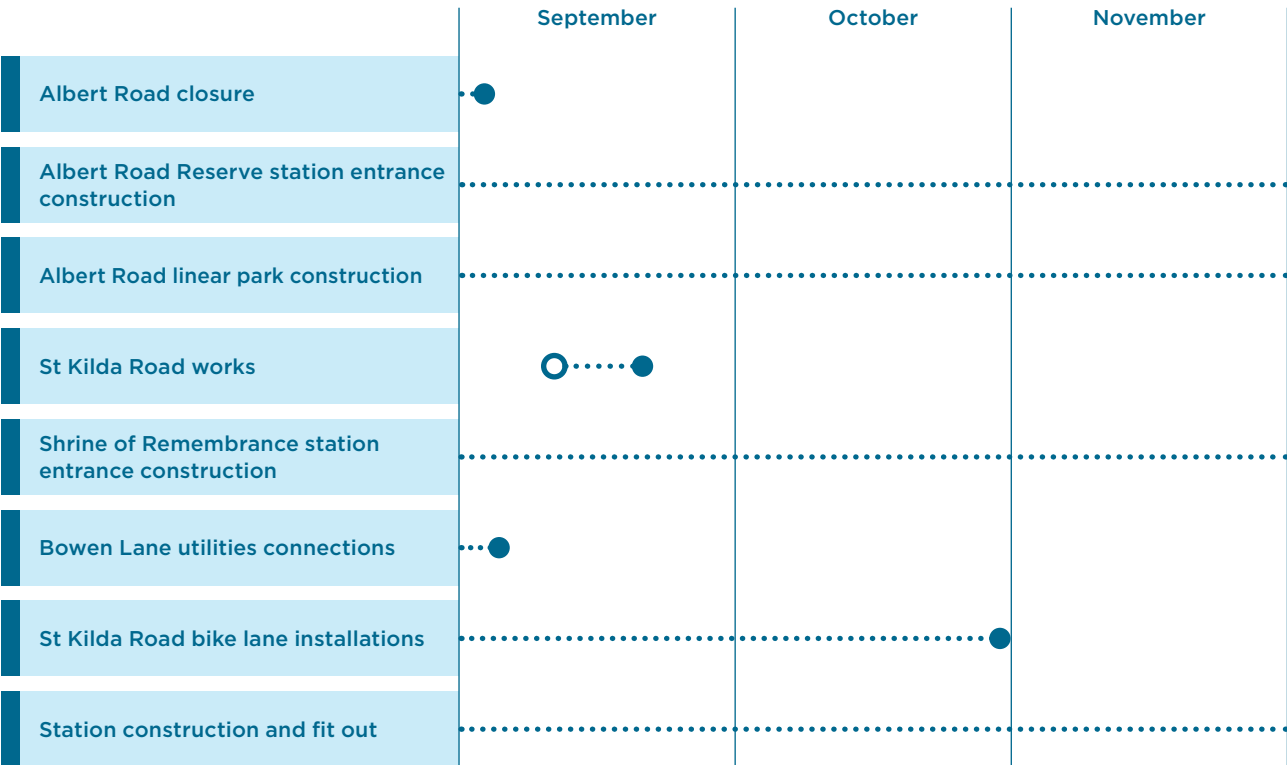 September October November
Albert Road closure
Albert Road Reserve station entrance
construction
Albert Road linear park construction
St Kilda Road works
Shrine of Remembrance station
entrance construction
Bowen Lane utilities connections
St Kilda Road bike lane installations
Station construction and fit out